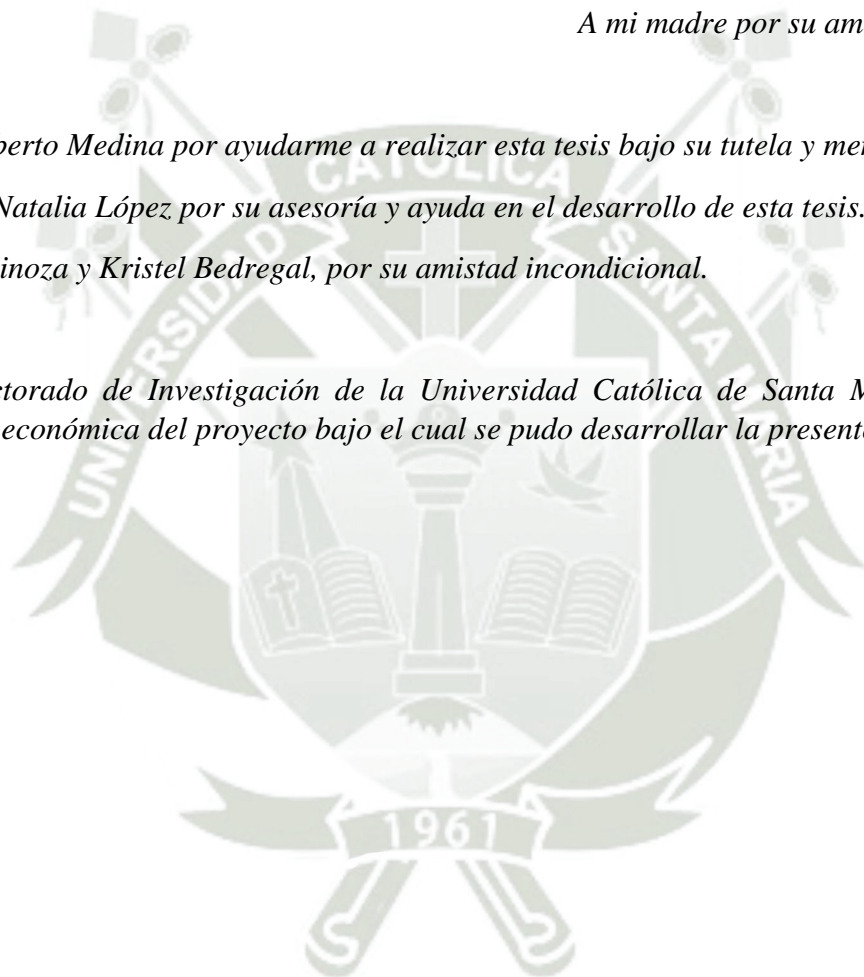 A mi madre por su am
perto Medina por ayudarme a realizar esta tesis bajo su tutela y me
Natalia López por su asesoría y ayuda en el desarrollo de esta tesis.
inoza y Kristel Bedregal, por su amistad incondicional.
ctorado de Investigación de la Universidad Católica de Santa M
económica del proyecto bajo el cual se pudo desarrollar la present
UNIVERSIDAD CATÓLICA SANTA MARIA
1961